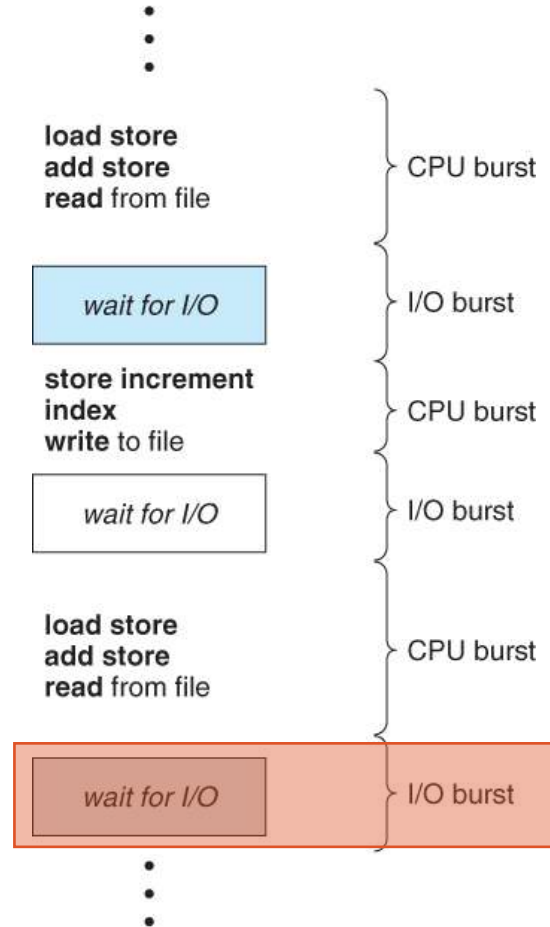 load store
add store
read from file
CPU burst
wait for I/O
I/O burst
store increment
index
write to file
CPU burst
wait for I/O
I/O burst
load store
add store
read from file
CPU burst
wait for I/O
I/O burst